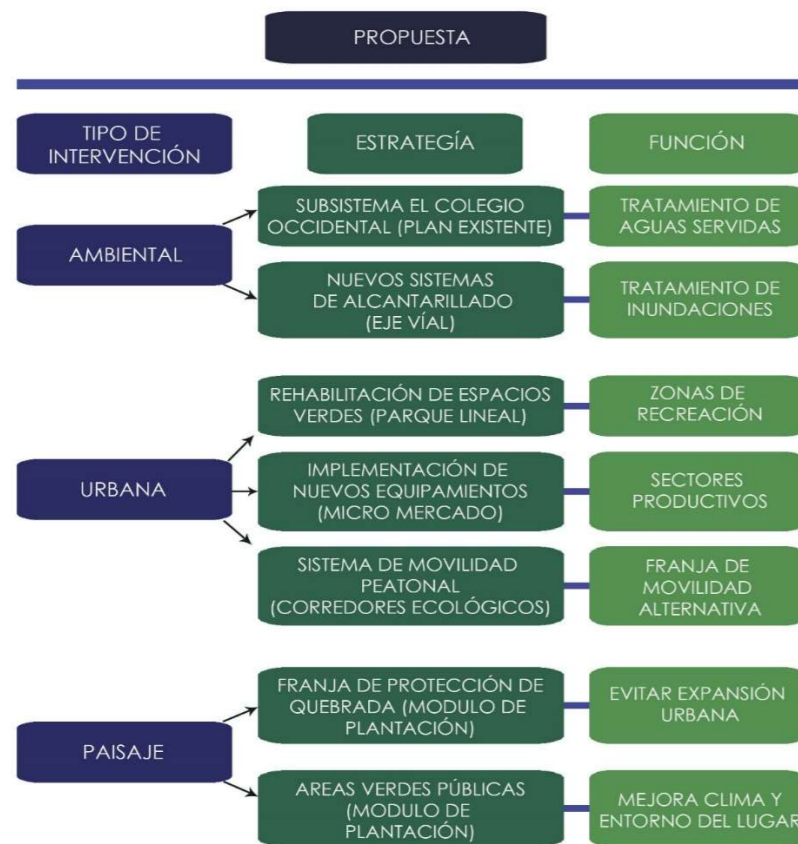 PROPUESTA
TIPO DE
INTERVENCIÓN
ESTRATEGÍA
FUNCIÓN
AMBIENTAL
SUBSISTEMA EL COLEGIO
OCCIDENTAL (PLAN EXISTENTE)
TRATAMIENTO DE
AGUAS SERVIDAS
NUEVOS SISTEMAS
DE ALCANTARILLADO
(EJE VÍAL)
TRATAMIENTO DE
INUNDACIONES
URBANA
REHABILITACIÓN DE ESPACIOS
VERDES (PARQUE LINEAL)
ZONAS DE
RECREACIÓN
IMPLEMENTACIÓN DE
NUEVOS EQUIPAMIENTOS
(MICRO MERCADO)
SECTORES
PRODUCTIVOS
SISTEMA DE MOVILIDAD
PEATONAL
(CORREDORES ECOLÓGICOS)
FRANJA DE
MOVILIDAD
ALTERNATIVA
PAISAJE
FRANJA DE PROTECCIÓN DE
QUEBRADA (MODULO DE
PLANTACIÓN)
EVITAR EXPANSIÓN
URBANA
AREAS VERDES PÚBLICAS
(MODULO DE
PLANTACIÓN)
MEJORA CLIMA Y
ENTORNO DEL LUGAR